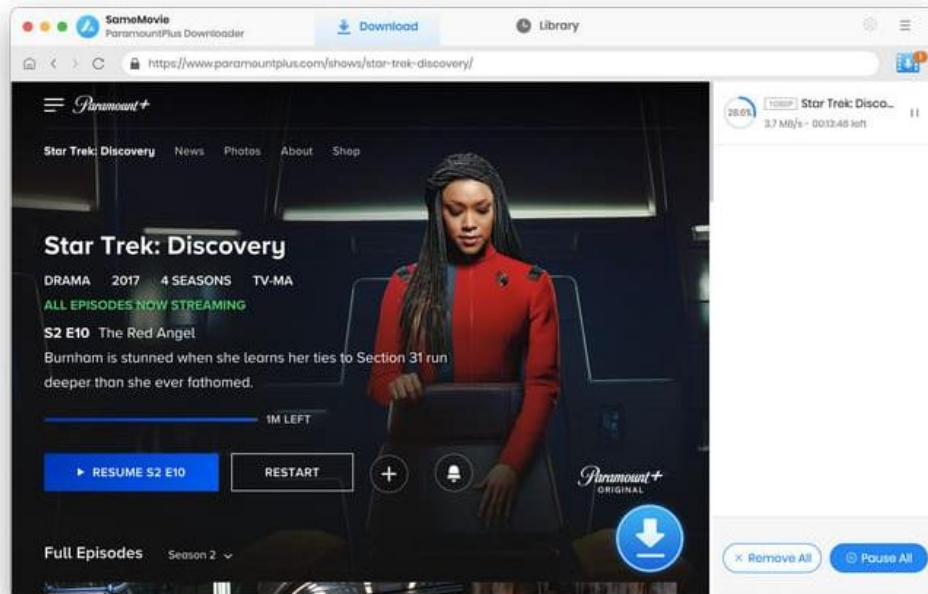 SameMovie
ParamountPlus Downloader
Download
Library
https://www.paramountplus.com/shows/star-trek-discovery/
1
Paramount+
28.6%
1080P Star Trek: Disco...
3.7 MB/s - 00:13:46 left
Star Trek: Discovery News Photos About Shop
Star Trek: Discovery
DRAMA 2017 4 SEASONS TV-MA
ALL EPISODES NOW STREAMING
S2 E10 The Red Angel
Burnham is stunned when she learns her ties to Section 31 run
deeper than she ever fathomed.
1M LEFT
RESUME S2 E10
RESTART
Paramount+
ORIGINAL
Full Episodes Season 2
Remove All
Pause All